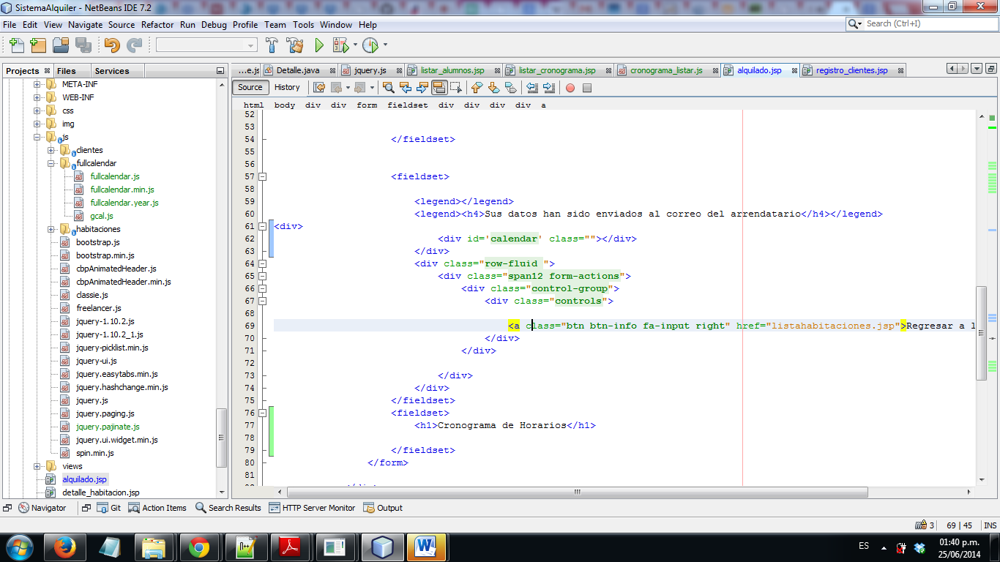 SistemaAlquiler - NetBeans IDE 7.2
File Edit View Navigate Source Refactor Run Debug Profile Team Tools Window Help
Search (Ctrl+I)
Projects Files Services
...e.js Detalle.java jquery.js listar_alumnos.jsp listar_cronograma.jsp cronograma_listar.js alquilado.jsp registro_clientes.jsp
Source History
html body div div form fieldset div div div div a
META-INF
WEB-INF
css
img
js
clientes
fullcalendar
fullcalendar.js
fullcalendar.min.js
fullcalendar.year.js
gcal.js
habitaciones
bootstrap.js
bootstrap.min.js
cbpAnimatedHeader.js
cbpAnimatedHeader.min.js
classie.js
freelancer.js
jquery-1.10.2.js
jquery-1.10.2_1.js
jquery-picklist.min.js
jquery-ui.js
jquery.easytabs.min.js
jquery.hashchange.min.js
jquery.js
jquery.paging.js
jquery.pajinate.js
jquery.ui.widget.min.js
spin.min.js
views
alquilado.jsp
detalle_habitacion.jsp
52
53
54 </fieldset>
55
56
57 <fieldset>
58
59 <legend></legend>
60 <legend><h4>Sus datos han sido enviados al correo del arrendatario</h4></legend>
61 <div>
62 <div id='calendar' class=""></div>
63 </div>
64 <div class="row-fluid ">
65 <div class="span12 form-actions">
66 <div class="control-group">
67 <div class="controls">
68
69 <a class="btn btn-info fa-input right" href="listahabitaciones.jsp">Regresar a l
70 </div>
71 </div>
72
73 </div>
74 </div>
75 </fieldset>
76 <fieldset>
77 <h1>Cronograma de Horarios</h1>
78
79 </fieldset>
80 </form>
81
Navigator Git Action Items Search Results HTTP Server Monitor Output
3 69 | 45 INS
ES 01:40 p.m.
25/06/2014